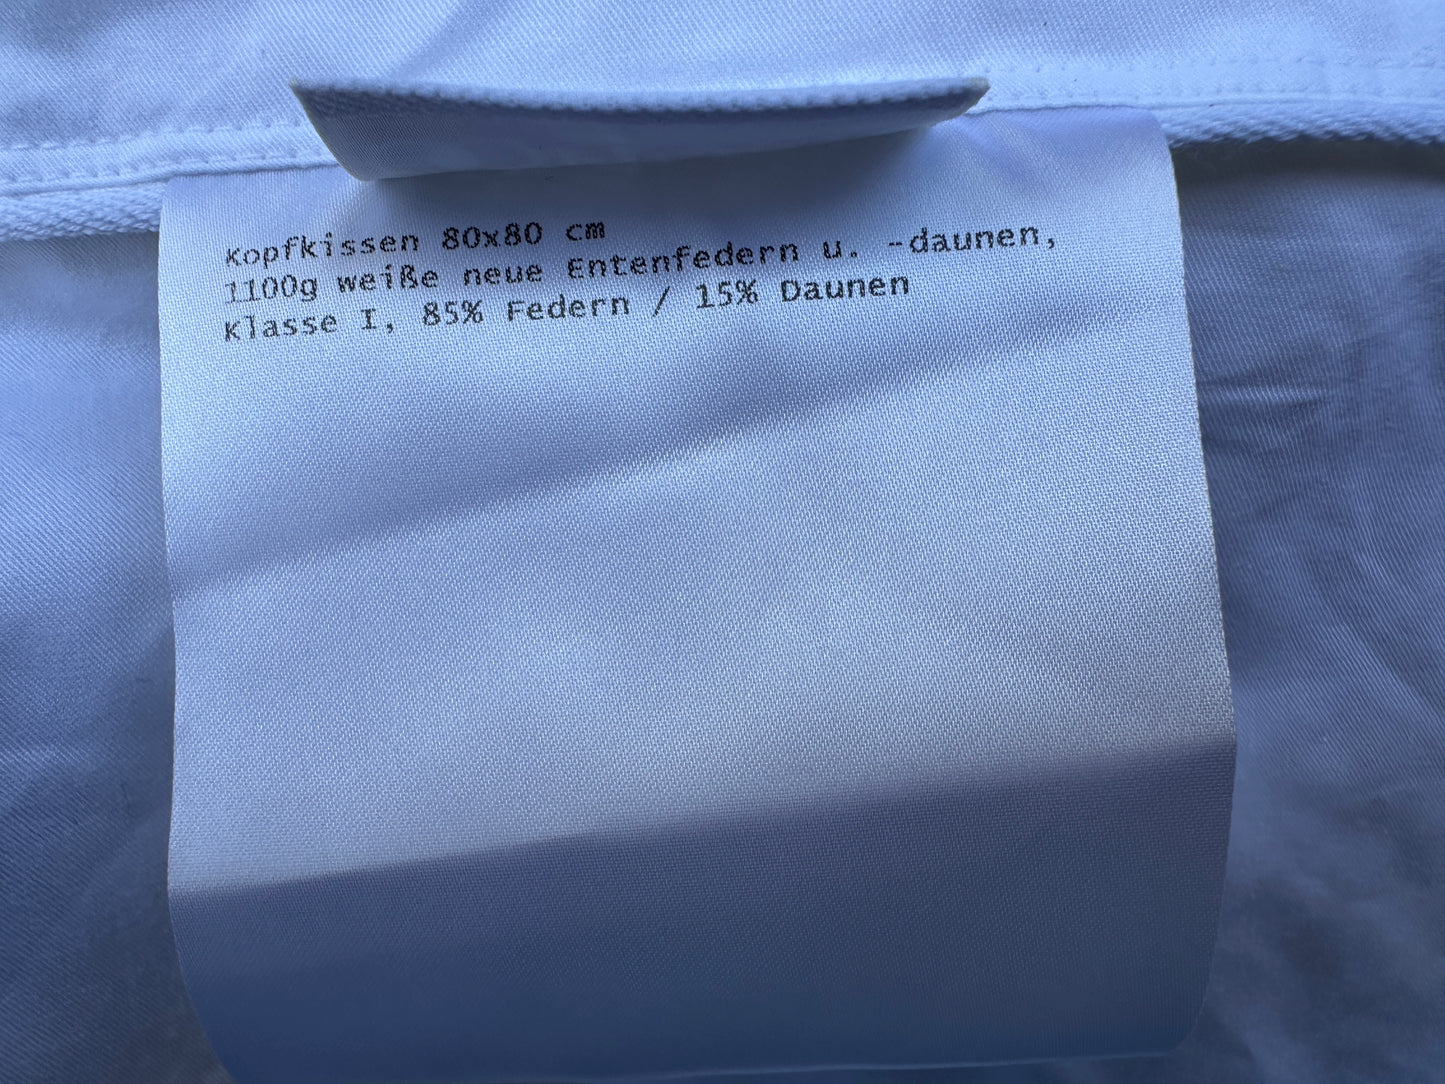 Kopfkissen 80x80 cm
1100g weiße neue Entenfedern u. -daunen,
Klasse I, 85% Federn / 15% Daunen